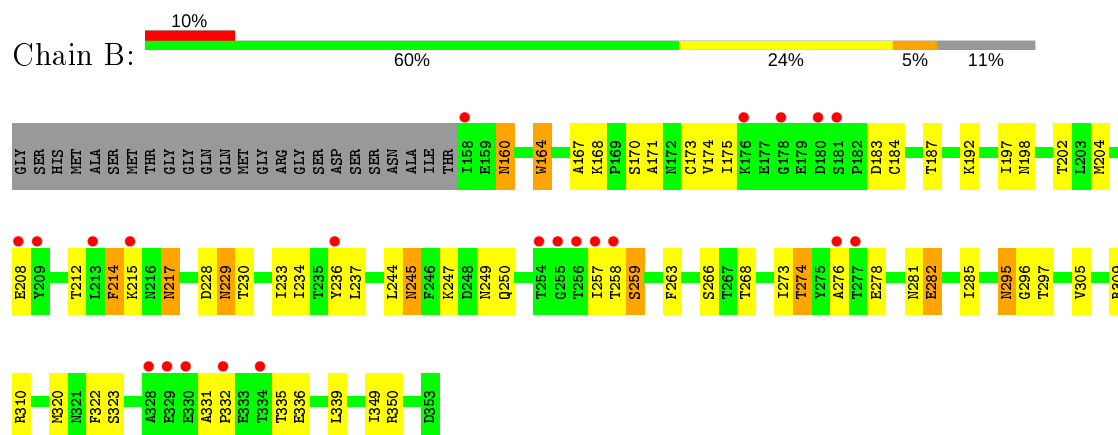 10%
Chain B:
60% 24% 5% 11%
GLY SER HIS MET ALA SER MET THR GLY GLY GLN GLN MET GLY ARG GLY SER ASP SER SER ASN ALA ILE THR I158 E159 N160 W164 A167 K168 P169 S170 A171 N172 C173 V174 I175 K176 E177 G178 E179 D180 S181 P182 D183 C184 T187 K192 I197 N198 T202 L203 M204
E208 Y209 T212 L213 F214 K215 N216 N217 D228 N229 T230 I233 I234 T235 Y236 L237 L244 N245 F246 K247 D248 N249 Q250 T254 G255 T256 I257 T258 S259 F263 S266 T267 T268 I273 T274 Y275 A276 T277 E278 N281 E282 I285 N295 G296 T297 V305
R310 M320 N321 F322 S323 A328 E329 E330 A331 P332 E333 T334 T335 E336 L339 I349 R350 D353